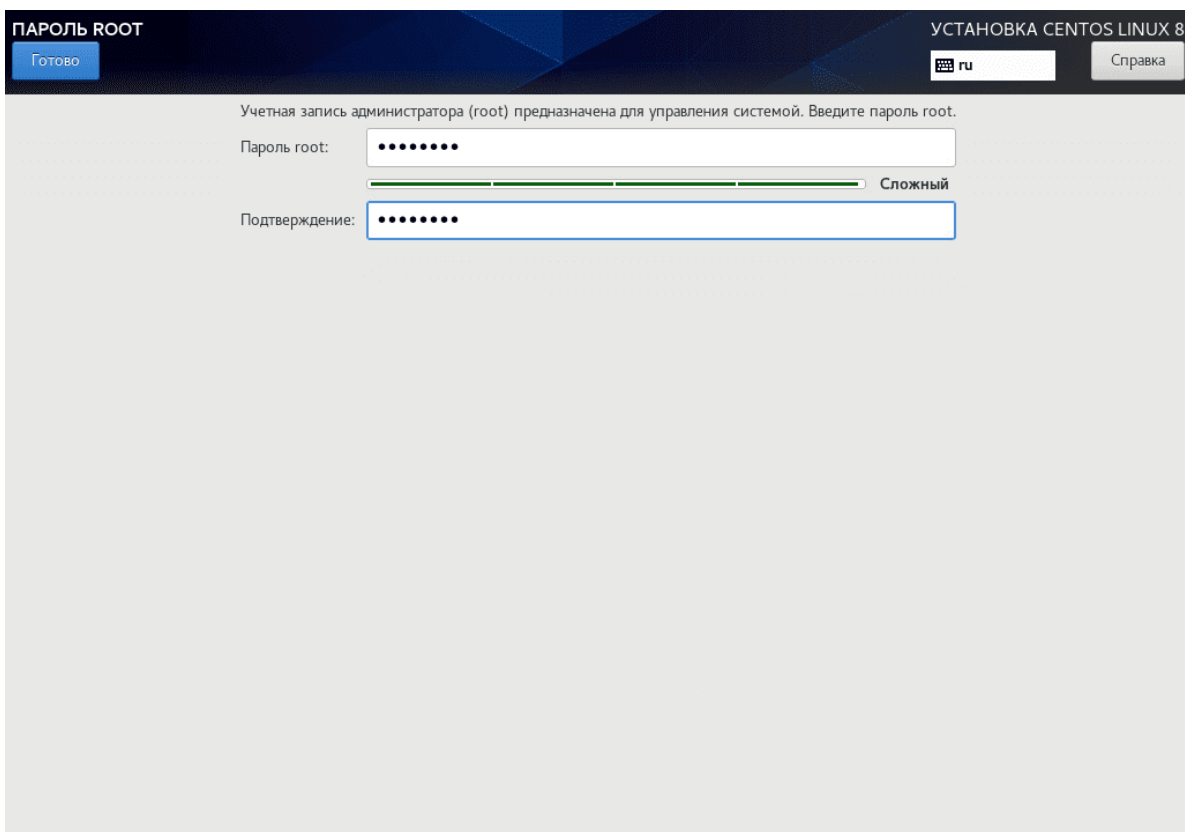 ПАРОЛЬ ROOT
УСТАНОВКА CENTOS LINUX 8
Готово
ru
Справка
Учетная запись администратора (root) предназначена для управления системой. Введите пароль root.
Пароль root:
••••••••
Сложный
Подтверждение:
••••••••